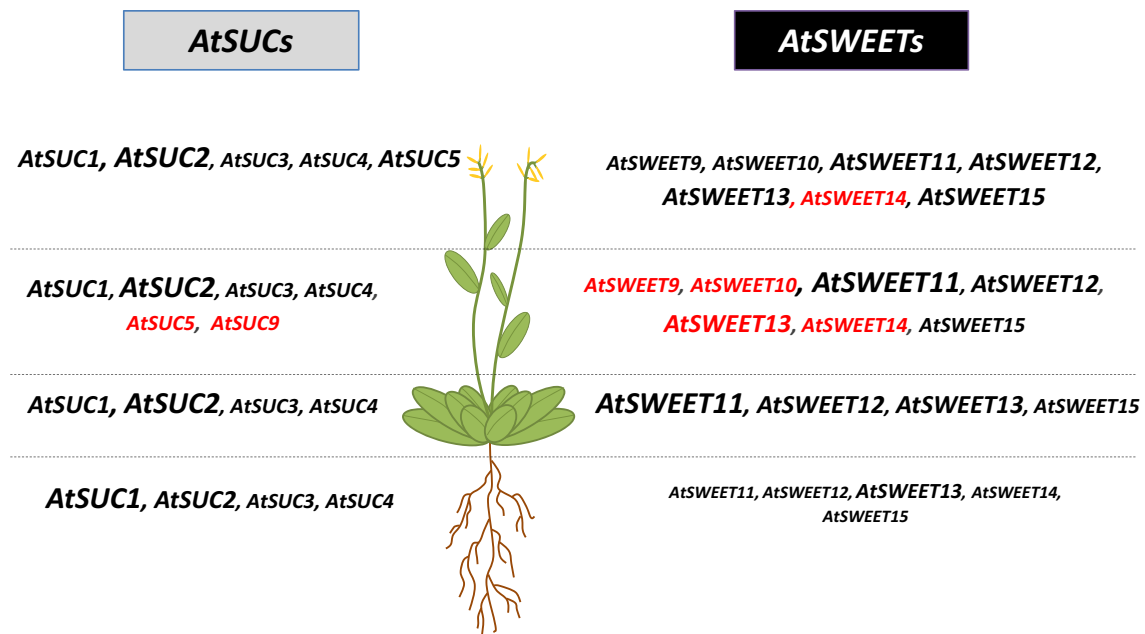 AtSUCs
AtSWEETs
AtSUC1, AtSUC2, AtSUC3, AtSUC4, AtSUC5
AtSWEET9, AtSWEET10, AtSWEET11, AtSWEET12,
AtSWEET13, AtSWEET14, AtSWEET15
AtSUC1, AtSUC2, AtSUC3, AtSUC4,
AtSUC5, AtSUC9
AtSWEET9, AtSWEET10, AtSWEET11, AtSWEET12,
AtSWEET13, AtSWEET14, AtSWEET15
AtSUC1, AtSUC2, AtSUC3, AtSUC4
AtSWEET11, AtSWEET12, AtSWEET13, AtSWEET15
AtSUC1, AtSUC2, AtSUC3, AtSUC4
AtSWEET11, AtSWEET12, AtSWEET13, AtSWEET14,
AtSWEET15